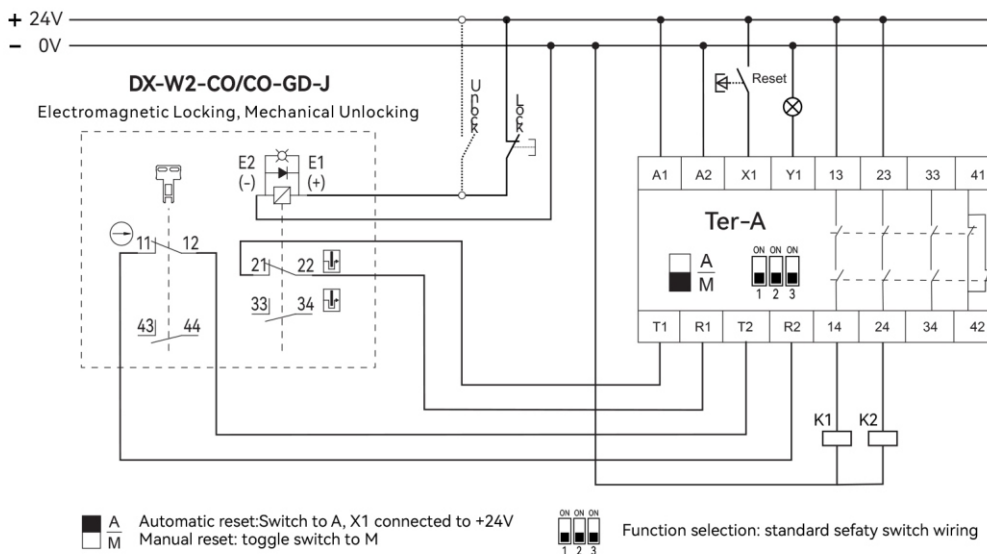 + 24V
- 0V
DX-W2-CO/CO-GD-J
Electromagnetic Locking, Mechanical Unlocking
Unlock
Lock
Reset
E2 E1
(-) (+)
A1 A2 X1 Y1 13 23 33 41
Ter-A
11 12
21 22
A
M
ON ON ON
1 2 3
33 34
43 44
T1 R1 T2 R2 14 24 34 42
K1 K2
A Automatic reset:Switch to A, X1 connected to +24V
M Manual reset: toggle switch to M
ON ON ON
1 2 3
Function selection: standard sefaty switch wiring